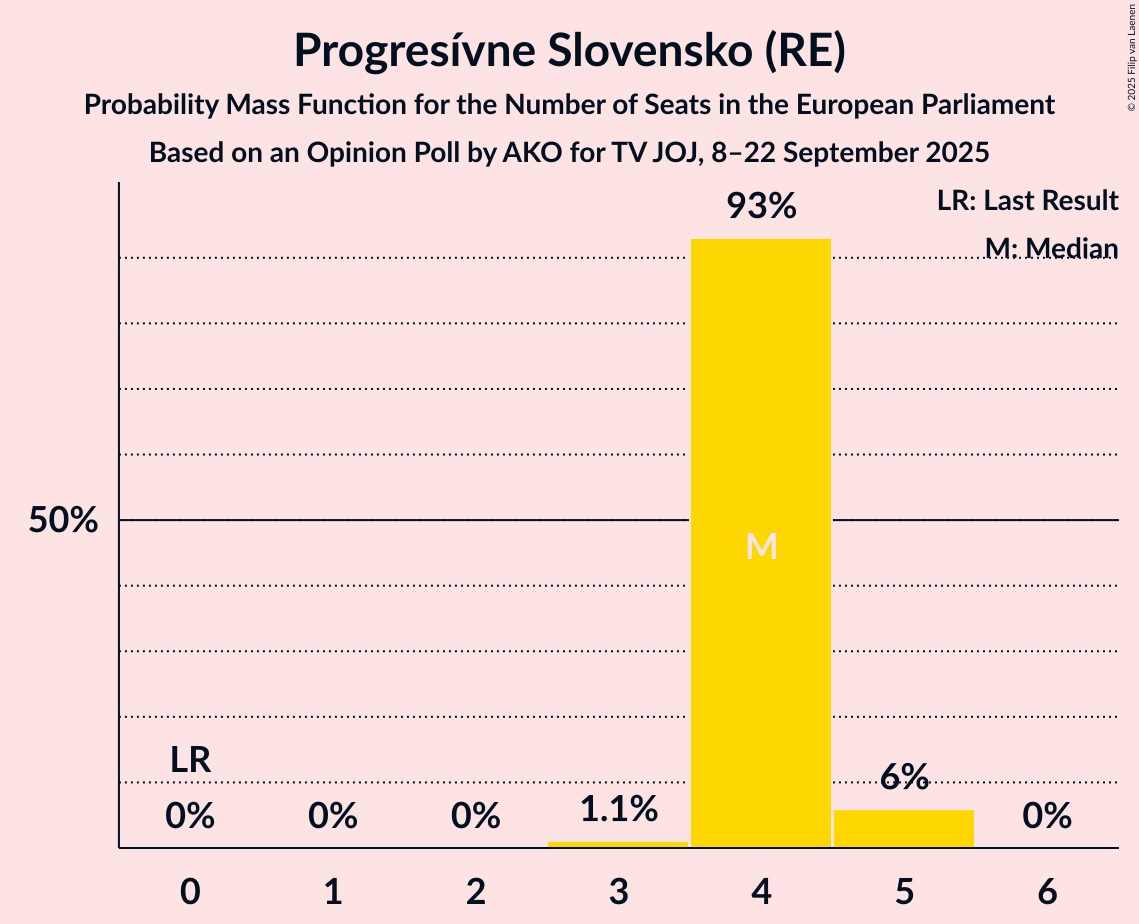 Progresívne Slovensko (RE)
Probability Mass Function for the Number of Seats in the European Parliament
Based on an Opinion Poll by AKO for TV JOJ, 8–22 September 2025
© 2025 Filip van Laenen
LR: Last Result
M: Median
93%
50%
M
LR
0%
0%
0%
1.1%
6%
0%
0
1
2
3
4
5
6